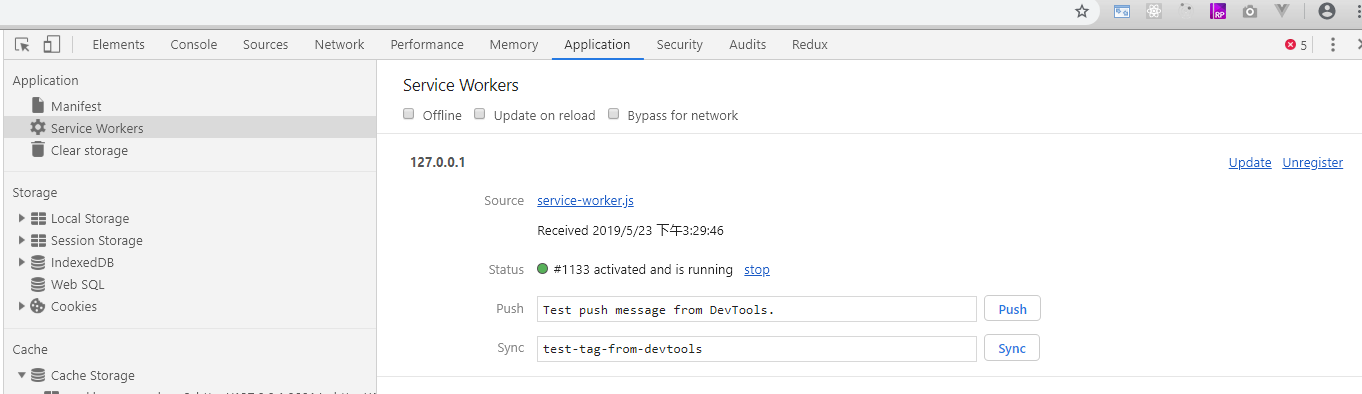 RP
Elements Console Sources Network Performance Memory Application Security Audits Redux 5
Application
Manifest
Service Workers
Clear storage
Storage
Local Storage
Session Storage
IndexedDB
Web SQL
Cookies
Cache
Cache Storage
Service Workers
Offline Update on reload Bypass for network
127.0.0.1 Update Unregister
Source service-worker.js
Received 2019/5/23 下午3:29:46
Status #1133 activated and is running stop
Push Test push message from DevTools. Push
Sync test-tag-from-devtools Sync